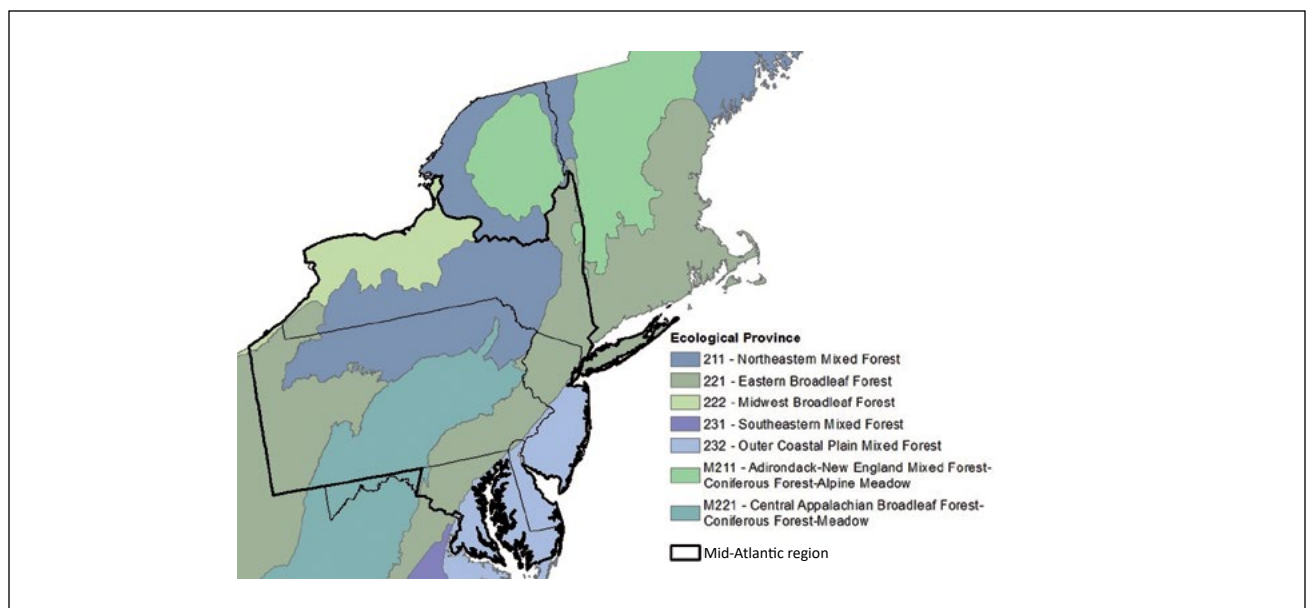 Ecological Province
211 - Northeastern Mixed Forest
221 - Eastern Broadleaf Forest
222 - Midwest Broadleaf Forest
231 - Southeastern Mixed Forest
232 - Outer Coastal Plain Mixed Forest
M211 - Adirondack-New England Mixed Forest-
Coniferous Forest-Alpine Meadow
M221 - Central Appalachian Broadleaf Forest-
Coniferous Forest-Meadow
Mid-Atlantic region